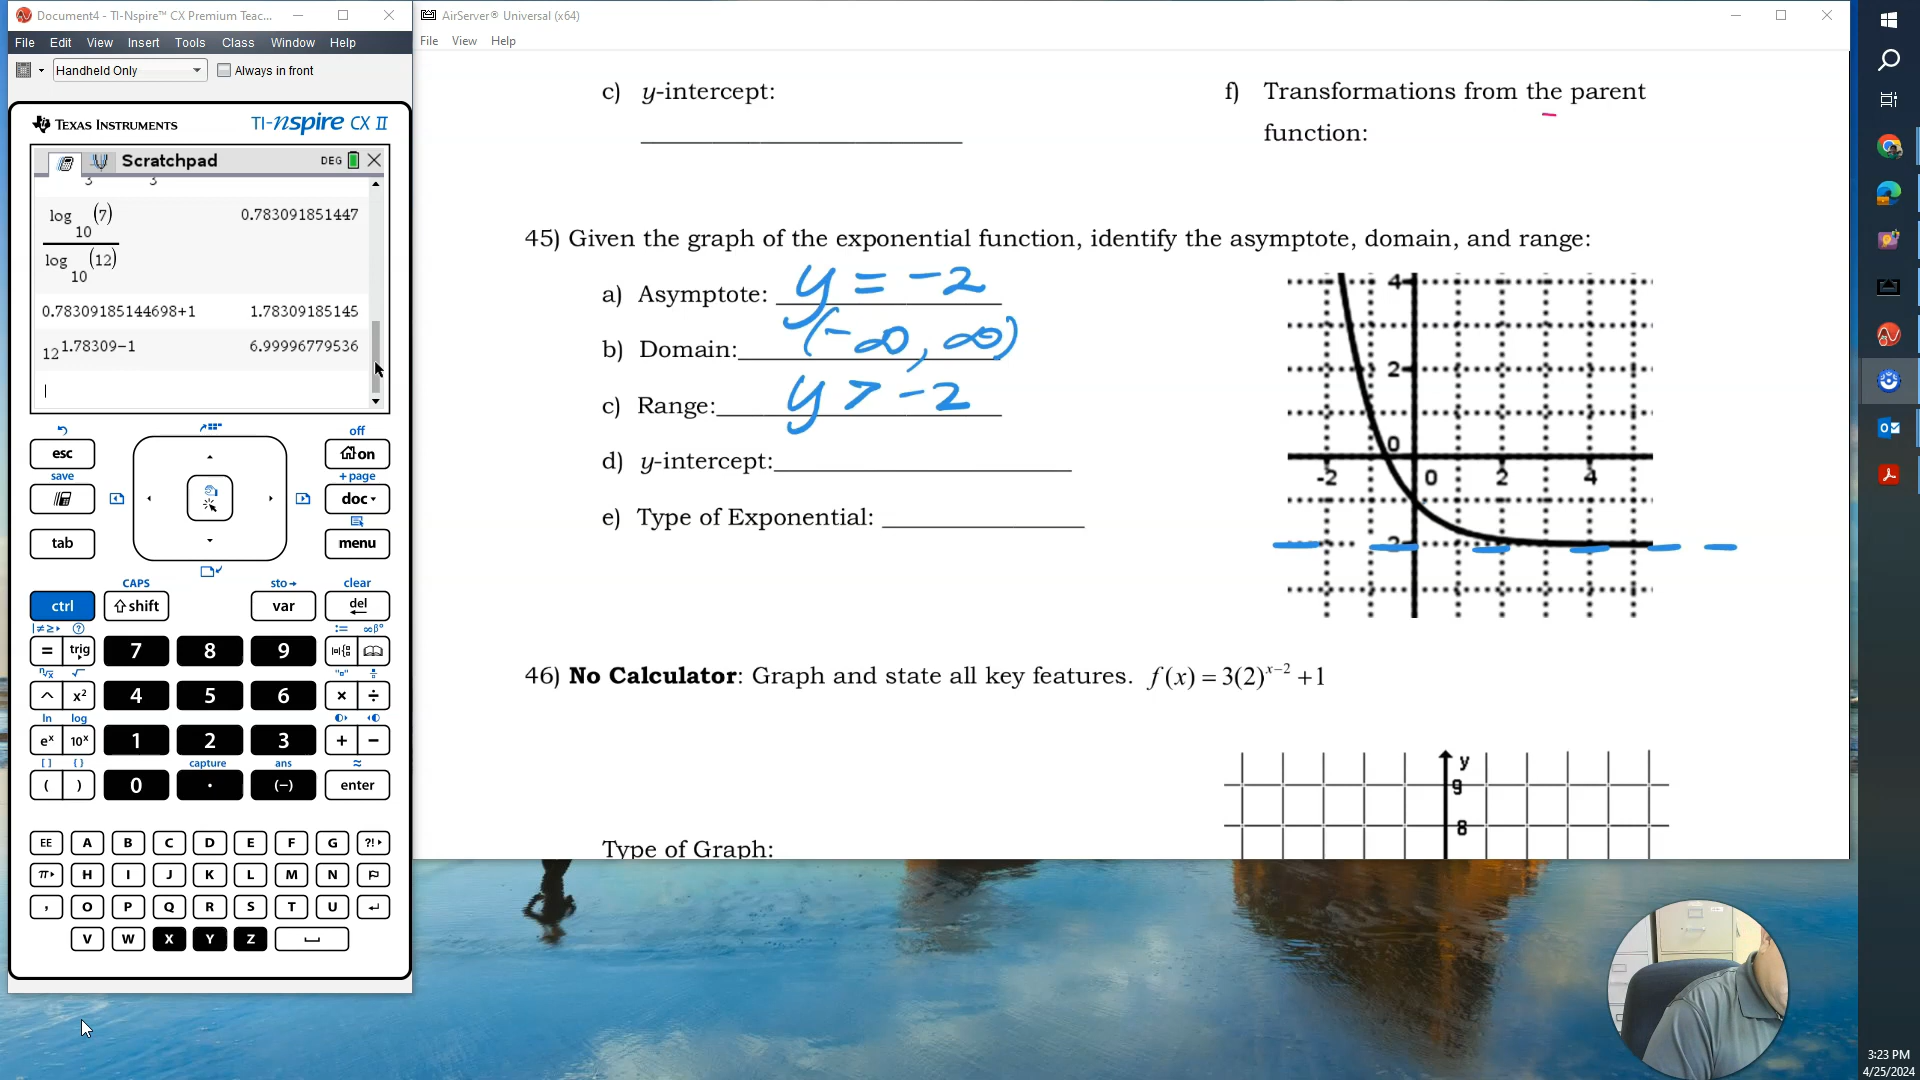 Document4 - TI-Nspire™ CX Premium Teac...
File Edit View Insert Tools Class Window Help
Handheld Only
Always in front
TEXAS INSTRUMENTS
TI-nspire CX II
Scratchpad
DEG
3 3
log₁₀(7)
0.783091851447
log₁₀(12)
0.78309185144698+1
1.78309185145
12^1.78309−1
6.99996779536
off
esc
on
save
+ page
doc
tab
menu
CAPS
sto→
clear
ctrl
shift
var
del
|≠≥▸ ? := ∞β°
= trig 7 8 9
ⁿ√x √ "▫" ÷
^ x² 4 5 6 × ÷
ln log
eˣ 10ˣ 1 2 3 + −
[ ] { } capture ans ≈
( ) 0 . (−) enter
EE A B C D E F G ?!▸
π▸ H I J K L M N
, O P Q R S T U ↵
V W X Y Z
AirServer® Universal (x64)
File View Help
c) y-intercept:
f) Transformations from the parent
function:
45) Given the graph of the exponential function, identify the asymptote, domain, and range:
a) Asymptote: y = -2
b) Domain: (-∞, ∞)
c) Range: y > -2
d) y-intercept:
e) Type of Exponential:
4
2
0
-2 0 2 4
-2
46) No Calculator: Graph and state all key features. f(x) = 3(2)^x−2 + 1
y
9
8
Type of Graph:
3:23 PM
4/25/2024